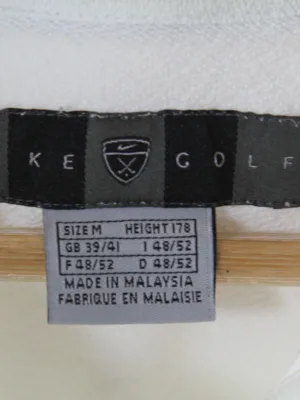 KE GOLF
SIZE M HEIGHT 178
GB 39/41 I 48/52
F 48/52 D 48/52
MADE IN MALAYSIA
FABRIQUE EN MALAISIE